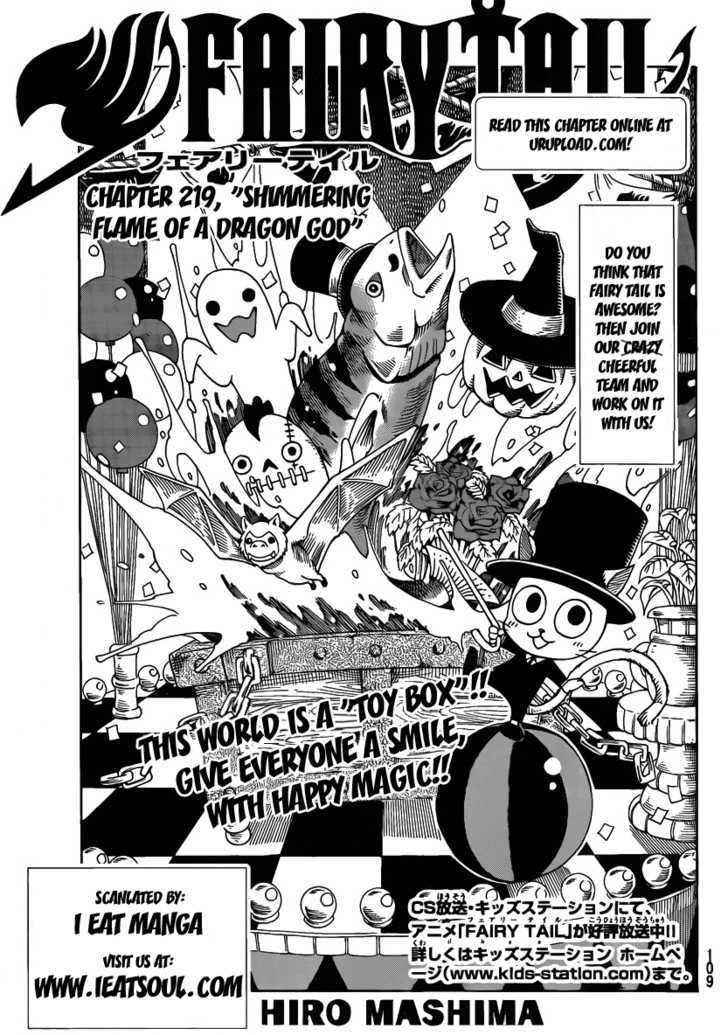 FAIRY TAIL
フェアリーテイル
CHAPTER 219, "SHIMMERING
FLAME OF A DRAGON GOD"
READ THIS CHAPTER ONLINE AT
URUPLOAD.COM!
DO YOU
THINK THAT
FAIRY TAIL IS
AWESOME?
THEN JOIN
OUR CRAZY
CHEERFUL
TEAM AND
WORK ON IT
WITH US!
THIS WORLD IS A "TOY BOX"!!
GIVE EVERYONE A SMILE,
WITH HAPPY MAGIC!!
SCANLATED BY:
I EAT MANGA
VISIT US AT:
WWW.IEATSOUL.COM
CS放送・キッズステーションにて、
アニメ「FAIRY TAIL」が好評放送中!!
詳しくはキッズステーション ホームペ
ージ(www.kids-station.com)まで。
109
HIRO MASHIMA